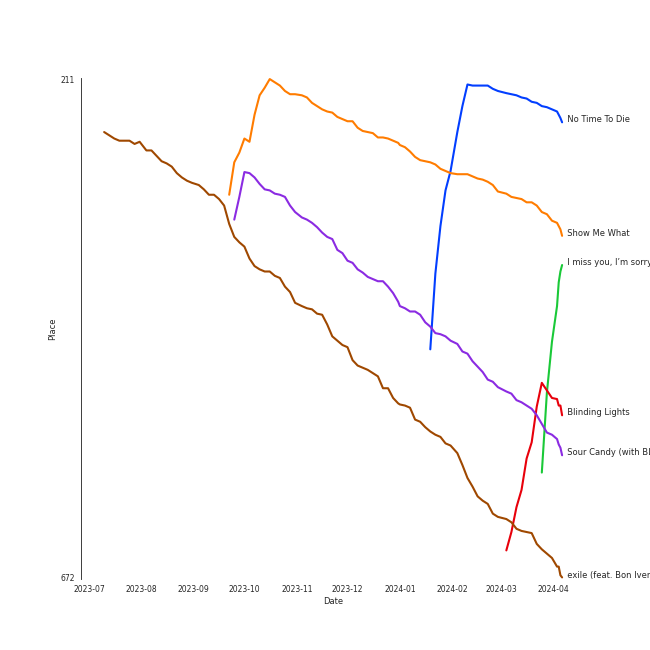 211
No Time To Die
Show Me What
I miss you, I'm sorry
Place
Blinding Lights
Sour Candy (with Bl
exile (feat. Bon Iver
672
2023-07 2023-08 2023-09 2023-10 2023-11 2023-12 2024-01 2024-02 2024-03 2024-04
Date